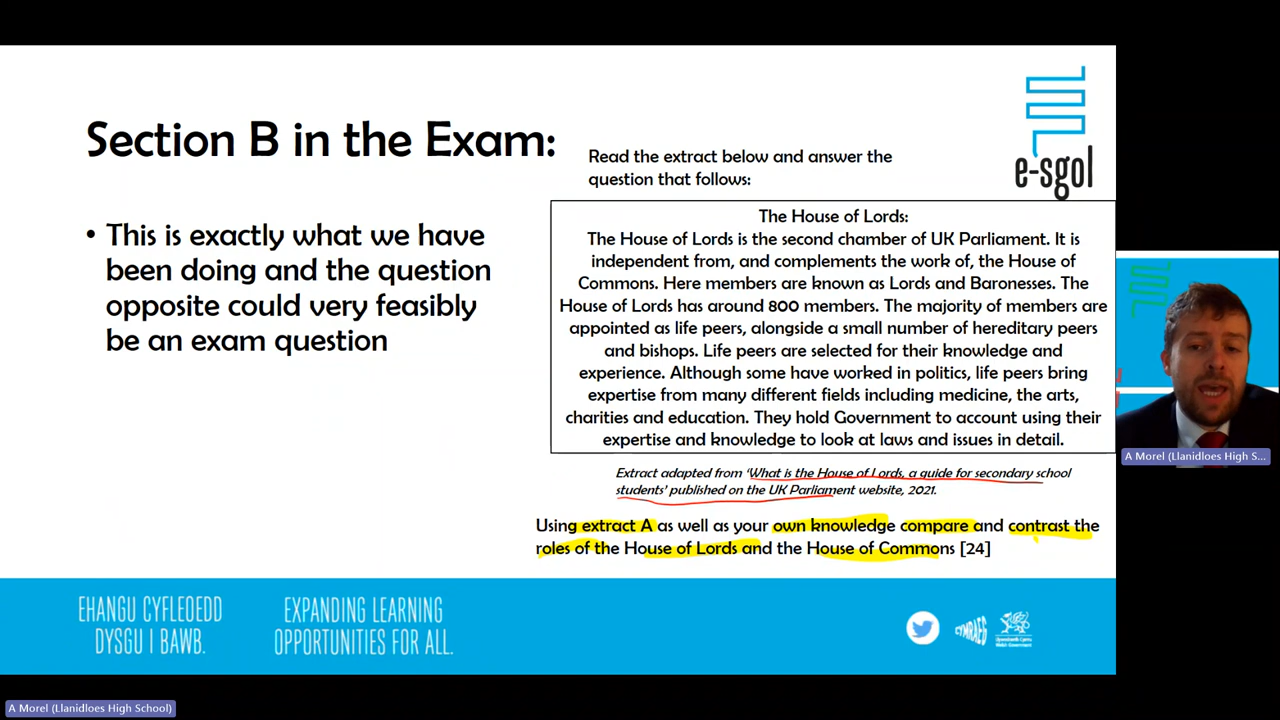 Section B in the Exam:
• This is exactly what we have
been doing and the question
opposite could very feasibly
be an exam question
Read the extract below and answer the
question that follows:
e-sgol
The House of Lords:
The House of Lords is the second chamber of UK Parliament. It is
independent from, and complements the work of, the House of
Commons. Here members are known as Lords and Baronesses. The
House of Lords has around 800 members. The majority of members are
appointed as life peers, alongside a small number of hereditary peers
and bishops. Life peers are selected for their knowledge and
experience. Although some have worked in politics, life peers bring
expertise from many different fields including medicine, the arts,
charities and education. They hold Government to account using their
expertise and knowledge to look at laws and issues in detail.
Extract adapted from ‘What is the House of Lords, a guide for secondary school
students’ published on the UK Parliament website, 2021.
Using extract A as well as your own knowledge compare and contrast the
roles of the House of Lords and the House of Commons [24]
A Morel (Llanidloes High S...
EHANGU CYFLEOEDD
DYSGU I BAWB.
EXPANDING LEARNING
OPPORTUNITIES FOR ALL.
CYMRAEG
A Morel (Llanidloes High School)